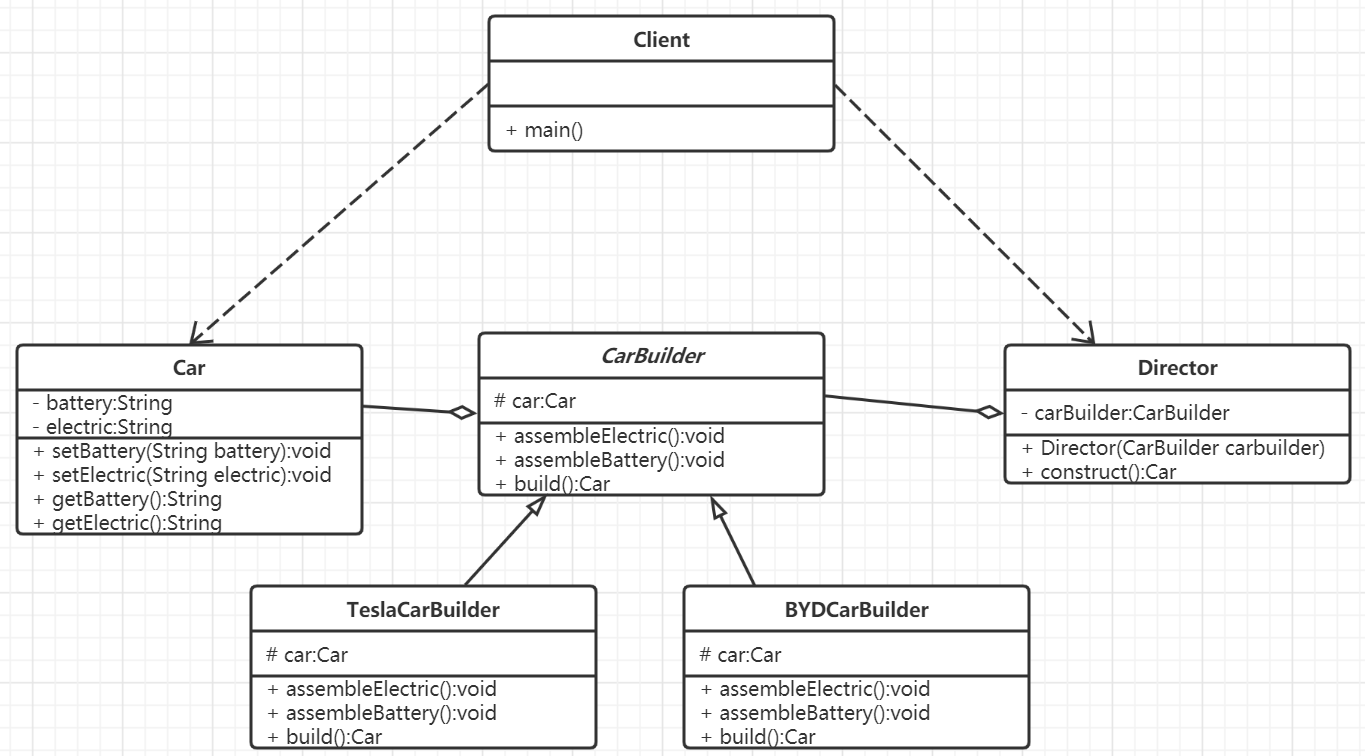 Client
+ main()
Car
- battery:String
- electric:String
+ setBattery(String battery):void
+ setElectric(String electric):void
+ getBattery():String
+ getElectric():String
CarBuilder
# car:Car
+ assembleElectric():void
+ assembleBattery():void
+ build():Car
Director
- carBuilder:CarBuilder
+ Director(CarBuilder carbuilder)
+ construct():Car
TeslaCarBuilder
# car:Car
+ assembleElectric():void
+ assembleBattery():void
+ build():Car
BYDCarBuilder
# car:Car
+ assembleElectric():void
+ assembleBattery():void
+ build():Car